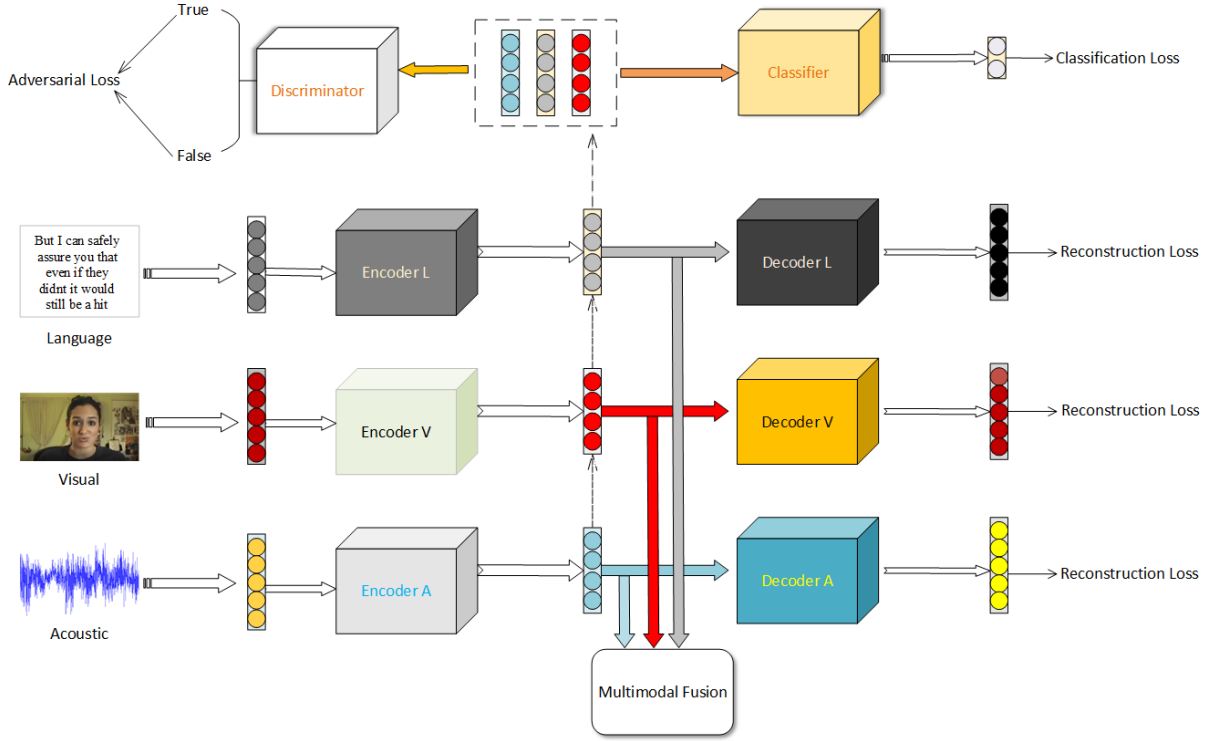 True
Adversarial Loss
False
Discriminator
Classifier
Classification Loss
But I can safely
assure you that
even if they
didnt it would
still be a hit
Language
Encoder L
Decoder L
Reconstruction Loss
Visual
Encoder V
Decoder V
Reconstruction Loss
Acoustic
Encoder A
Decoder A
Reconstruction Loss
Multimodal Fusion